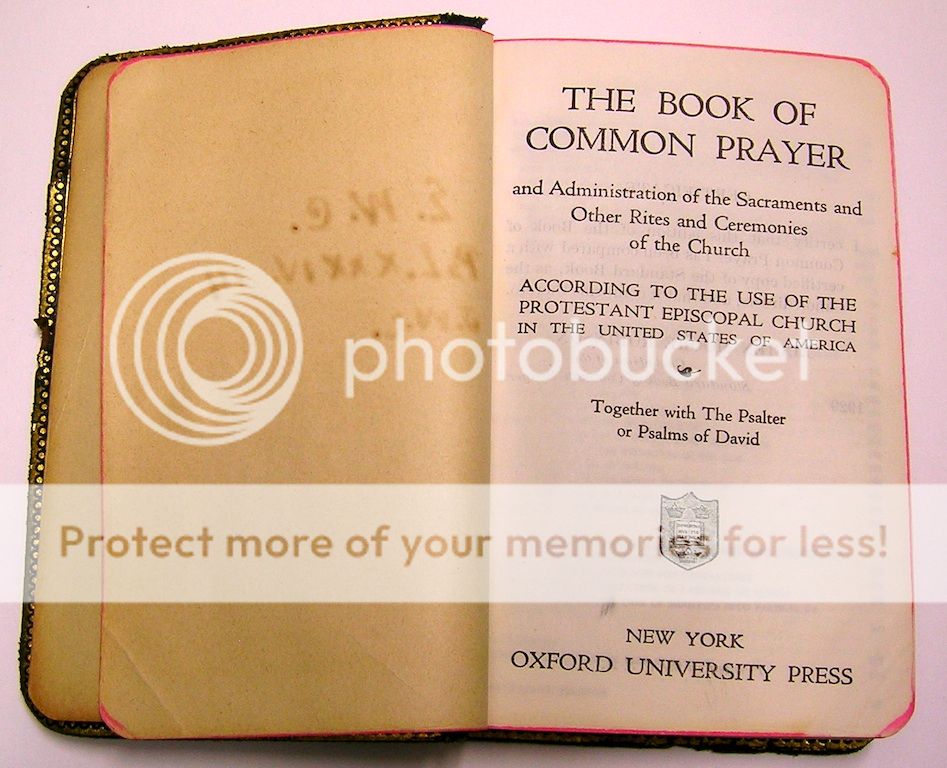 THE BOOK OF
COMMON PRAYER
and Administration of the Sacraments and
Other Rites and Ceremonies
of the Church
ACCORDING TO THE USE OF THE
PROTESTANT EPISCOPAL CHURCH
IN THE UNITED STATES OF AMERICA
Together with The Psalter
or Psalms of David
NEW YORK
OXFORD UNIVERSITY PRESS
photobucket
Protect more of your memories for less!